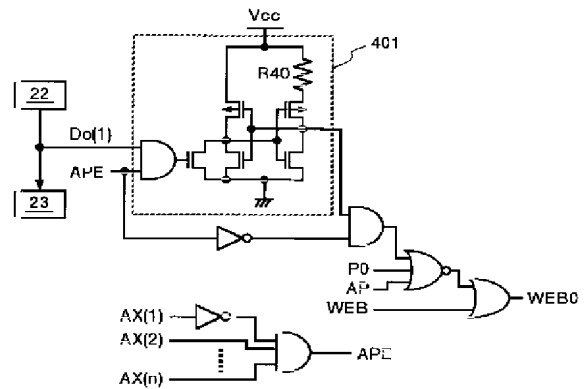 Vcc
401
R40
22
Do(1)
APE
23
P0
AP
WEB
WEB0
AX(1)
AX(2)
APE
AX(n)